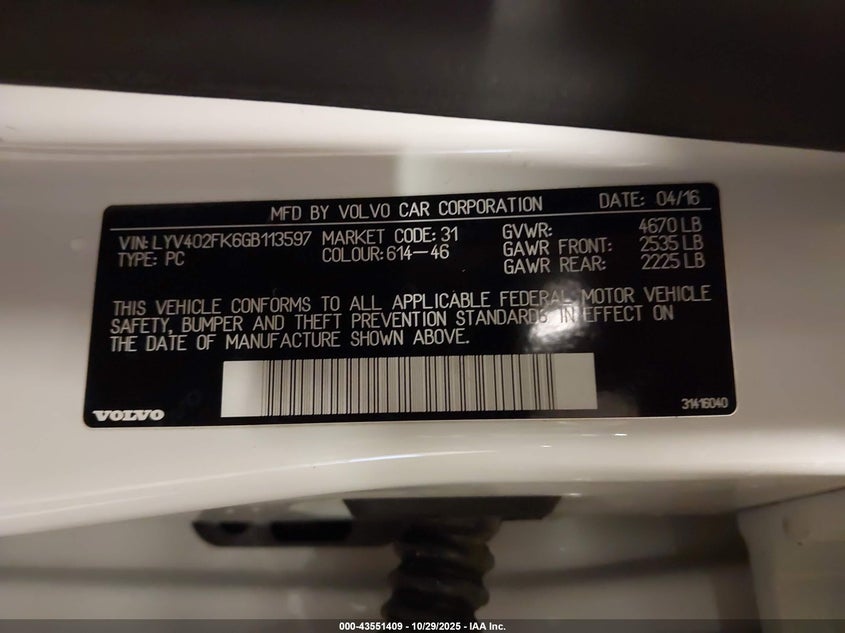 MFD BY VOLVO CAR CORPORATION DATE: 04/16
VIN: LYV402FK6GB113597 MARKET CODE: 31 GVWR: 4670 LB
TYPE: PC COLOUR: 614-46 GAWR FRONT: 2535 LB
GAWR REAR: 2225 LB
THIS VEHICLE CONFORMS TO ALL APPLICABLE FEDERAL MOTOR VEHICLE
SAFETY, BUMPER AND THEFT PREVENTION STANDARDS IN EFFECT ON
THE DATE OF MANUFACTURE SHOWN ABOVE.
VOLVO 31416040
000-43551409 - 10/29/2025 - IAA Inc.